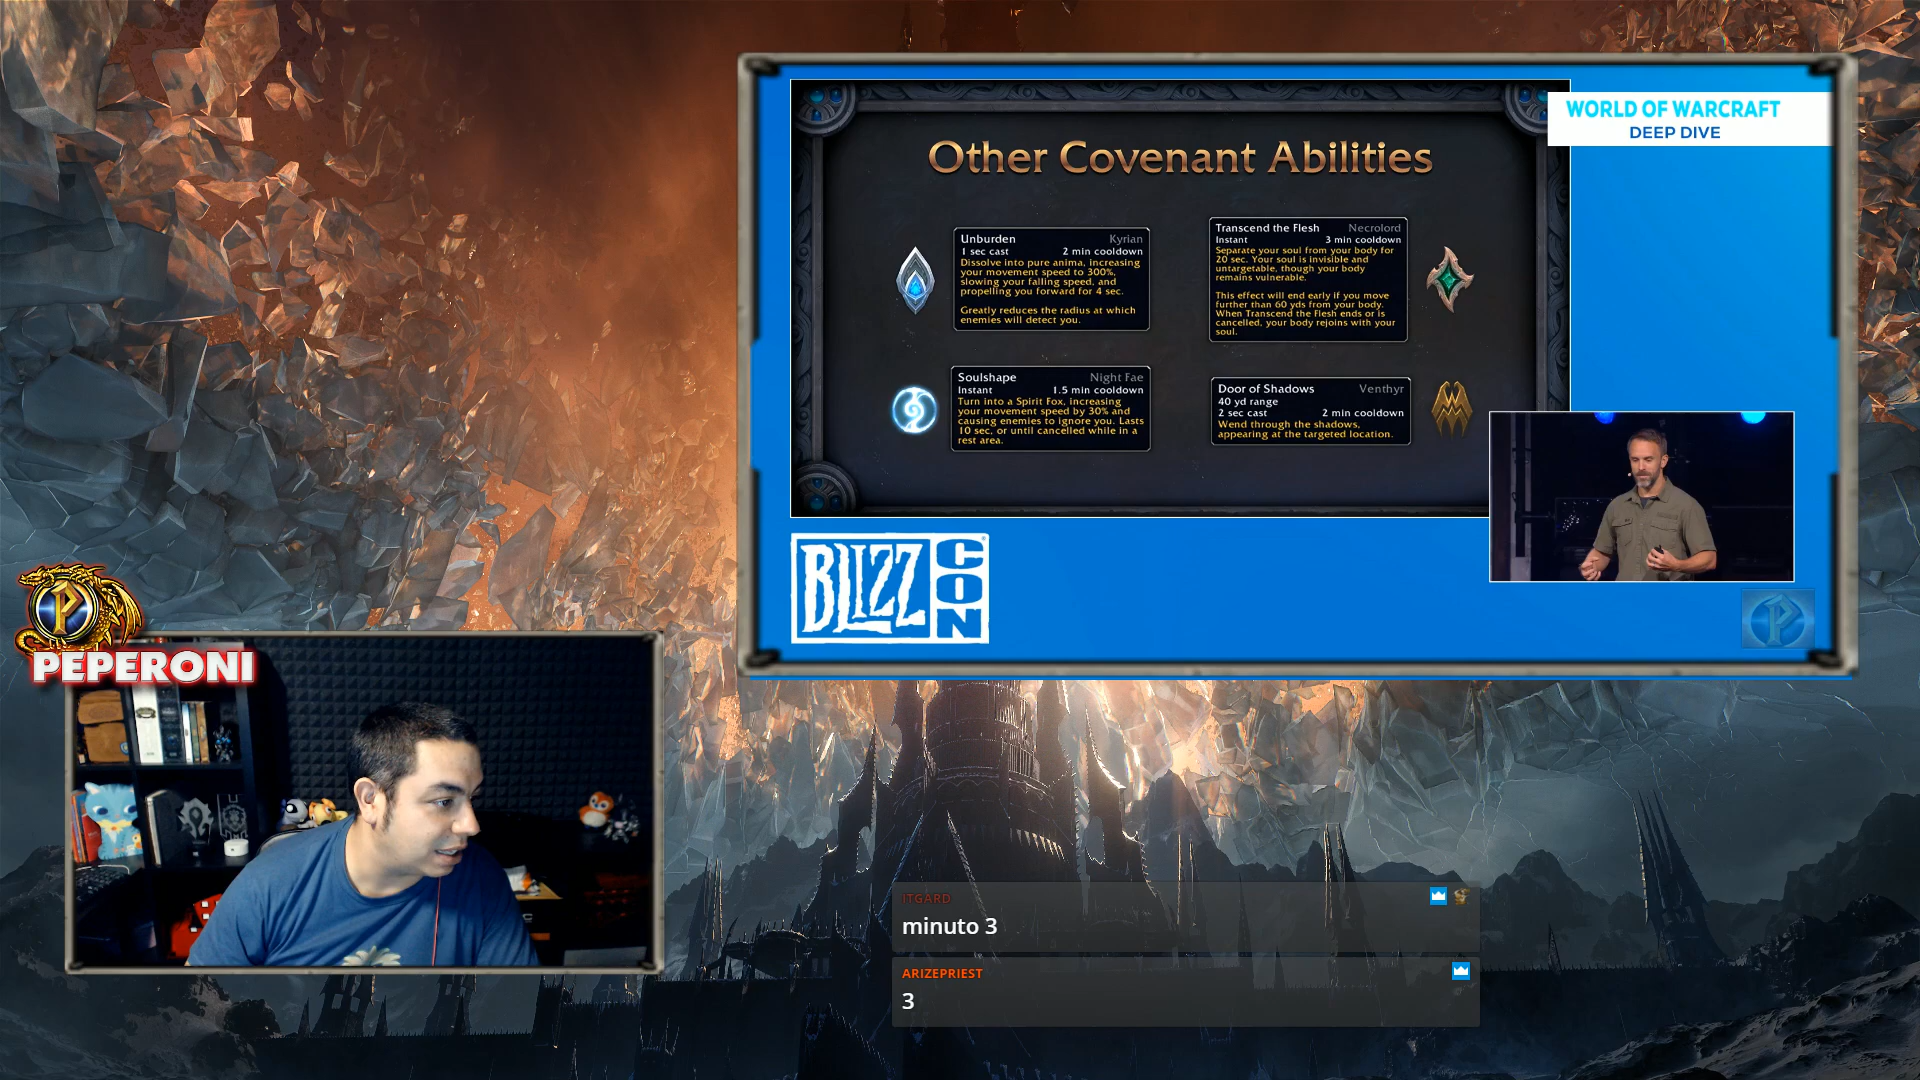 WORLD OF WARCRAFT
DEEP DIVE
Other Covenant Abilities
Unburden Kyrian
1 sec cast 2 min cooldown
Dissolve into pure anima, increasing
your movement speed to 300%,
slowing your falling speed, and
propelling you forward for 4 sec.
Greatly reduces the radius at which
enemies will detect you.
Transcend the Flesh Necrolord
Instant 3 min cooldown
Separate your soul from your body for
20 sec. Your soul is invisible and
untargetable, though your body
remains vulnerable.
This effect will end early if you move
further than 60 yds from your body.
When Transcend the Flesh ends or is
cancelled, your body rejoins with your
soul.
Soulshape Night Fae
Instant 1.5 min cooldown
Turn into a Spirit Fox, increasing
your movement speed by 30% and
causing enemies to ignore you. Lasts
10 sec, or until cancelled while in a
rest area.
Door of Shadows Venthyr
40 yd range
2 sec cast 2 min cooldown
Wend through the shadows,
appearing at the targeted location.
BLIZZ
CON
P
P
PEPERONI
ITGARD
minuto 3
ARIZEPRIEST
3